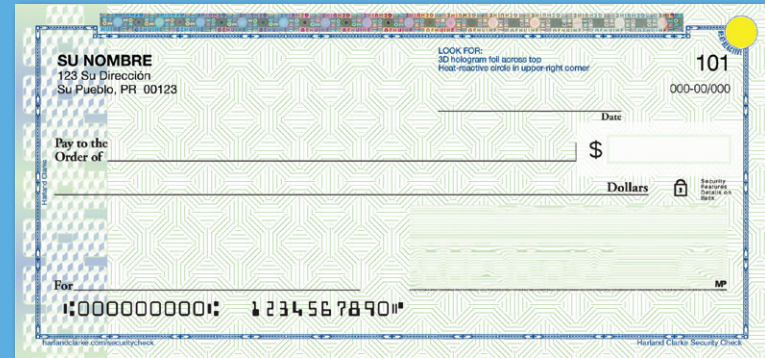 SU NOMBRE
123 Su Dirección
Su Pueblo, PR 00123
LOOK FOR:
3D hologram foil across top
Heat-reactive circle in upper-right corner
101
000-00/000
Date
Pay to the
Order of
$
Dollars
Security
Features
Details on
Back.
Harland Clarke
For
MP
⑆000000000⑆ 1234567890⑈
harlandclarke.com/securitycheck
Harland Clarke Security Check